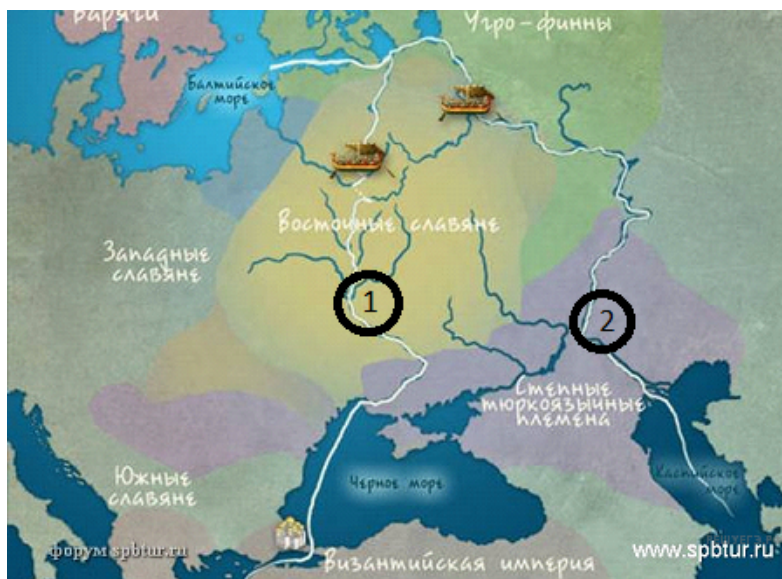 Варяги
Угро-финны
Балтийское
море
Восточные славяне
Западные
славяне
1
2
Степные
тюркоязычные
племена
Южные
славяне
Черное море
Каспийское
море
форум spbtur.ru
Византийская империя
www.spbtur.ru